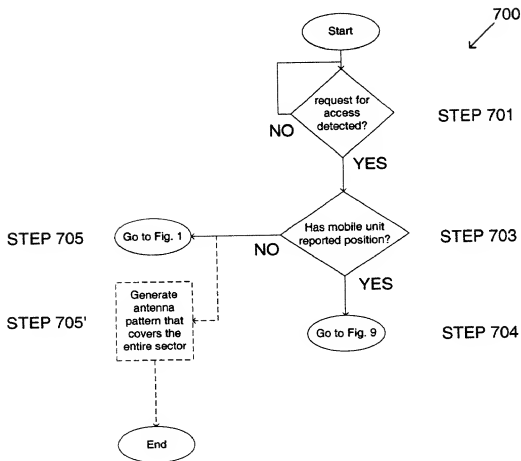 700
Start
request for
access
detected?
STEP 701
NO
YES
Has mobile unit
reported position?
STEP 703
STEP 705
Go to Fig. 1
NO
YES
Generate
antenna
pattern that
covers the
entire sector
STEP 705'
Go to Fig. 9
STEP 704
End